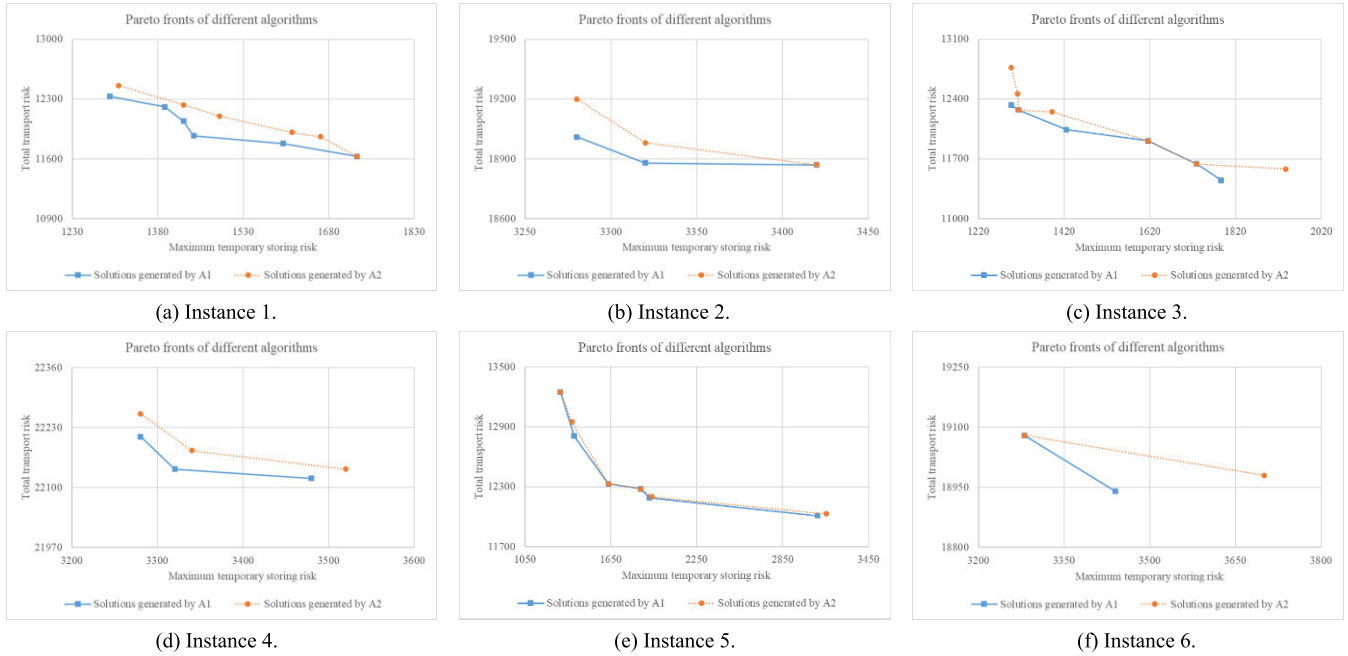 Pareto fronts of different algorithms
Total transport risk
13000
12300
11600
10900
1230 1380 1530 1680 1830
Maximum temporary storing risk
Solutions generated by A1 Solutions generated by A2
(a) Instance 1.
Pareto fronts of different algorithms
Total transport risk
19500
19200
18900
18600
3250 3300 3350 3400 3450
Maximum temporary storing risk
Solutions generated by A1 Solutions generated by A2
(b) Instance 2.
Pareto fronts of different algorithms
Total transport risk
13100
12400
11700
11000
1220 1420 1620 1820 2020
Maximum temporary storing risk
Solutions generated by A1 Solutions generated by A2
(c) Instance 3.
Pareto fronts of different algorithms
Total transport risk
22360
22230
22100
21970
3200 3300 3400 3500 3600
Maximum temporary storing risk
Solutions generated by A1 Solutions generated by A2
(d) Instance 4.
Pareto fronts of different algorithms
Total transport risk
13500
12900
12300
11700
1050 1650 2250 2850 3450
Maximum temporary storing risk
Solutions generated by A1 Solutions generated by A2
(e) Instance 5.
Pareto fronts of different algorithms
Total transport risk
19250
19100
18950
18800
3200 3350 3500 3650 3800
Maximum temporary storing risk
Solutions generated by A1 Solutions generated by A2
(f) Instance 6.